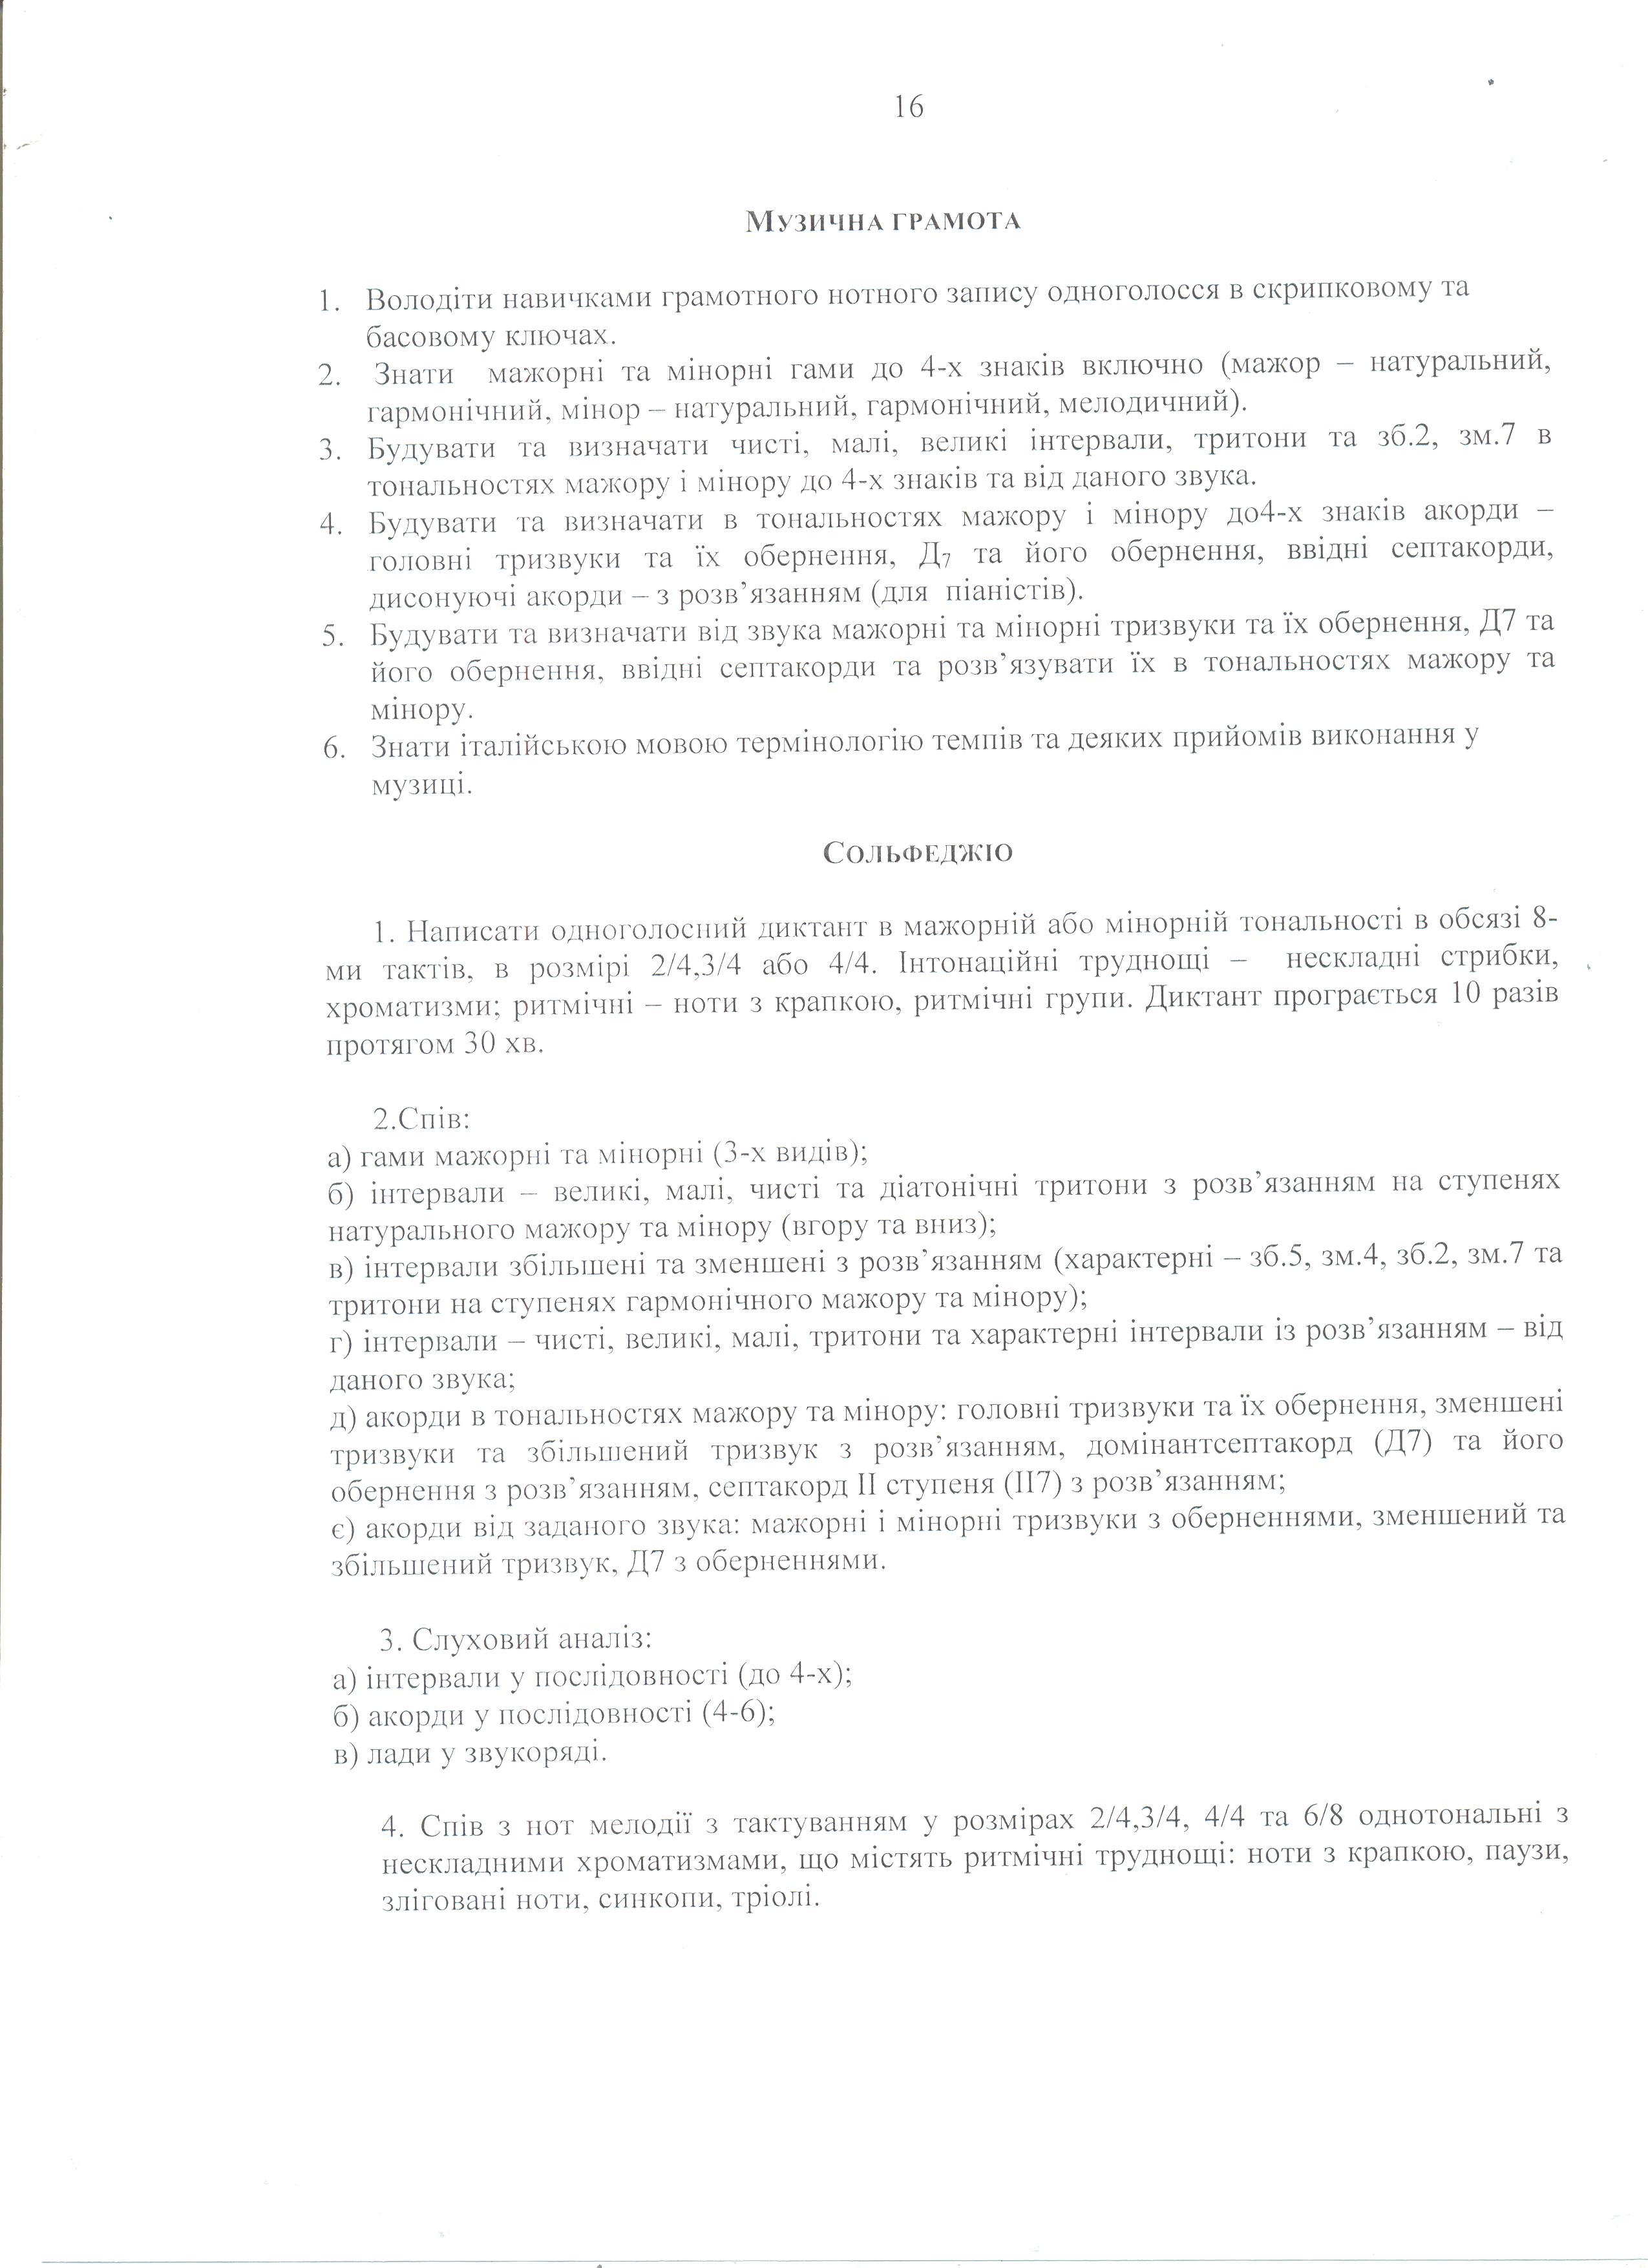 16
МУЗИЧНА ГРАМОТА
1. Володіти навичками грамотного нотного запису одноголосся в скрипковому та
басовому ключах.
2. Знати мажорні та мінорні гами до 4-х знаків включно (мажор – натуральний,
гармонічний, мінор – натуральний, гармонічний, мелодичний).
3. Будувати та визначати чисті, малі, великі інтервали, тритони та зб.2, зм.7 в
тональностях мажору і мінору до 4-х знаків та від даного звука.
4. Будувати та визначати в тональностях мажору і мінору до4-х знаків акорди –
головні тризвуки та їх обернення, Д7 та його обернення, ввідні септакорди,
дисонуючі акорди – з розв’язанням (для піаністів).
5. Будувати та визначати від звука мажорні та мінорні тризвуки та їх обернення, Д7 та
його обернення, ввідні септакорди та розв’язувати їх в тональностях мажору та
мінору.
6. Знати італійською мовою термінологію темпів та деяких прийомів виконання у
музиці.
СОЛЬФЕДЖІО
1. Написати одноголосний диктант в мажорній або мінорній тональності в обсязі 8-
ми тактів, в розмірі 2/4,3/4 або 4/4. Інтонаційні труднощі – нескладні стрибки,
хроматизми; ритмічні – ноти з крапкою, ритмічні групи. Диктант програється 10 разів
протягом 30 хв.
2.Спів:
а) гами мажорні та мінорні (3-х видів);
б) інтервали – великі, малі, чисті та діатонічні тритони з розв’язанням на ступенях
натурального мажору та мінору (вгору та вниз);
в) інтервали збільшені та зменшені з розв’язанням (характерні – зб.5, зм.4, зб.2, зм.7 та
тритони на ступенях гармонічного мажору та мінору);
г) інтервали – чисті, великі, малі, тритони та характерні інтервали із розв’язанням – від
даного звука;
д) акорди в тональностях мажору та мінору: головні тризвуки та їх обернення, зменшені
тризвуки та збільшений тризвук з розв’язанням, домінантсептакорд (Д7) та його
обернення з розв’язанням, септакорд II ступеня (II7) з розв’язанням;
є) акорди від заданого звука: мажорні і мінорні тризвуки з оберненнями, зменшений та
збільшений тризвук, Д7 з оберненнями.
3. Слуховий аналіз:
а) інтервали у послідовності (до 4-х);
б) акорди у послідовності (4-6);
в) лади у звукоряді.
4. Спів з нот мелодії з тактуванням у розмірах 2/4,3/4, 4/4 та 6/8 однотональні з
нескладними хроматизмами, що містять ритмічні труднощі: ноти з крапкою, паузи,
зліговані ноти, синкопи, тріолі.